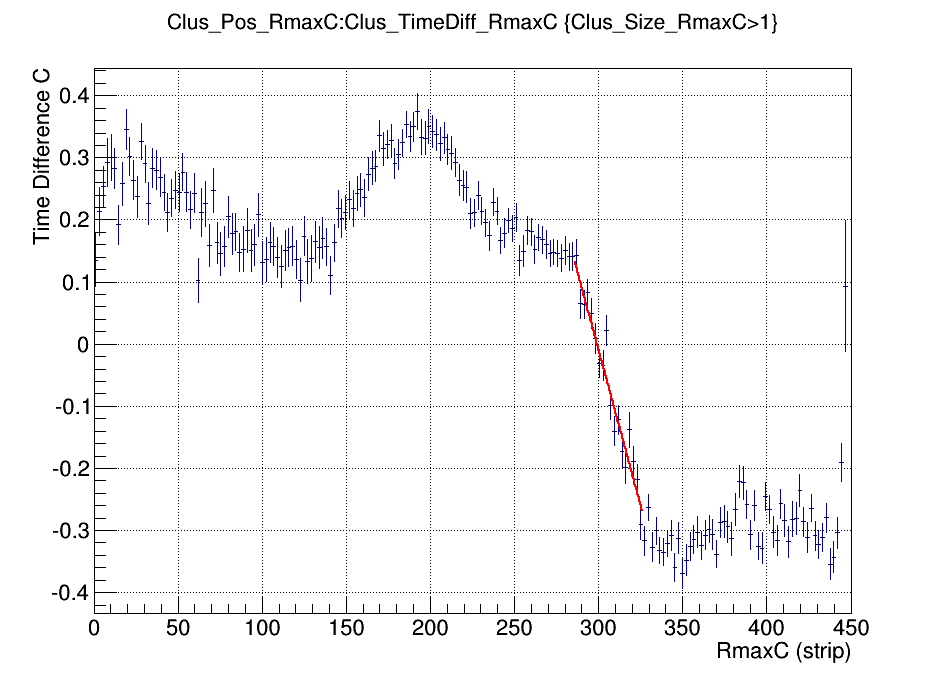 Clus_Pos_RmaxC:Clus_TimeDiff_RmaxC {Clus_Size_RmaxC>1}
Time Difference C
0.4
0.3
0.2
0.1
0
-0.1
-0.2
-0.3
-0.4
0 50 100 150 200 250 300 350 400 450
RmaxC (strip)